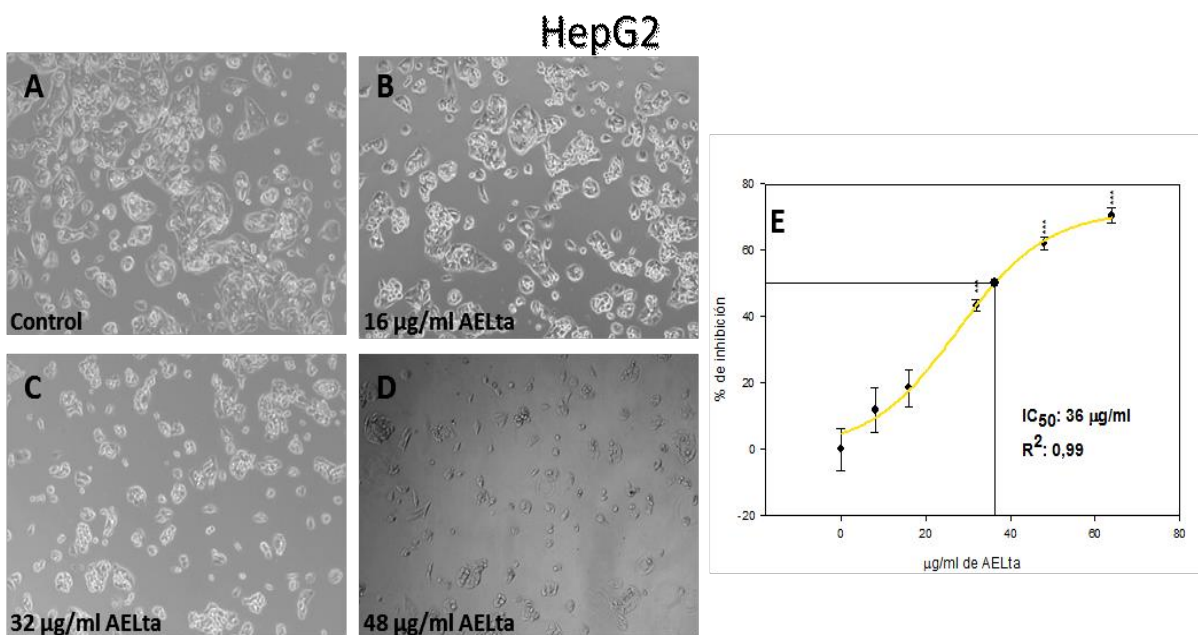 HepG2
A
Control
B
16 µg/ml AELta
C
32 µg/ml AELta
D
48 µg/ml AELta
E
% de inhibición
80
60
40
20
0
-20
***
****
****
IC50: 36 µg/ml
R2: 0,99
0
20
40
60
80
µg/ml de AELta